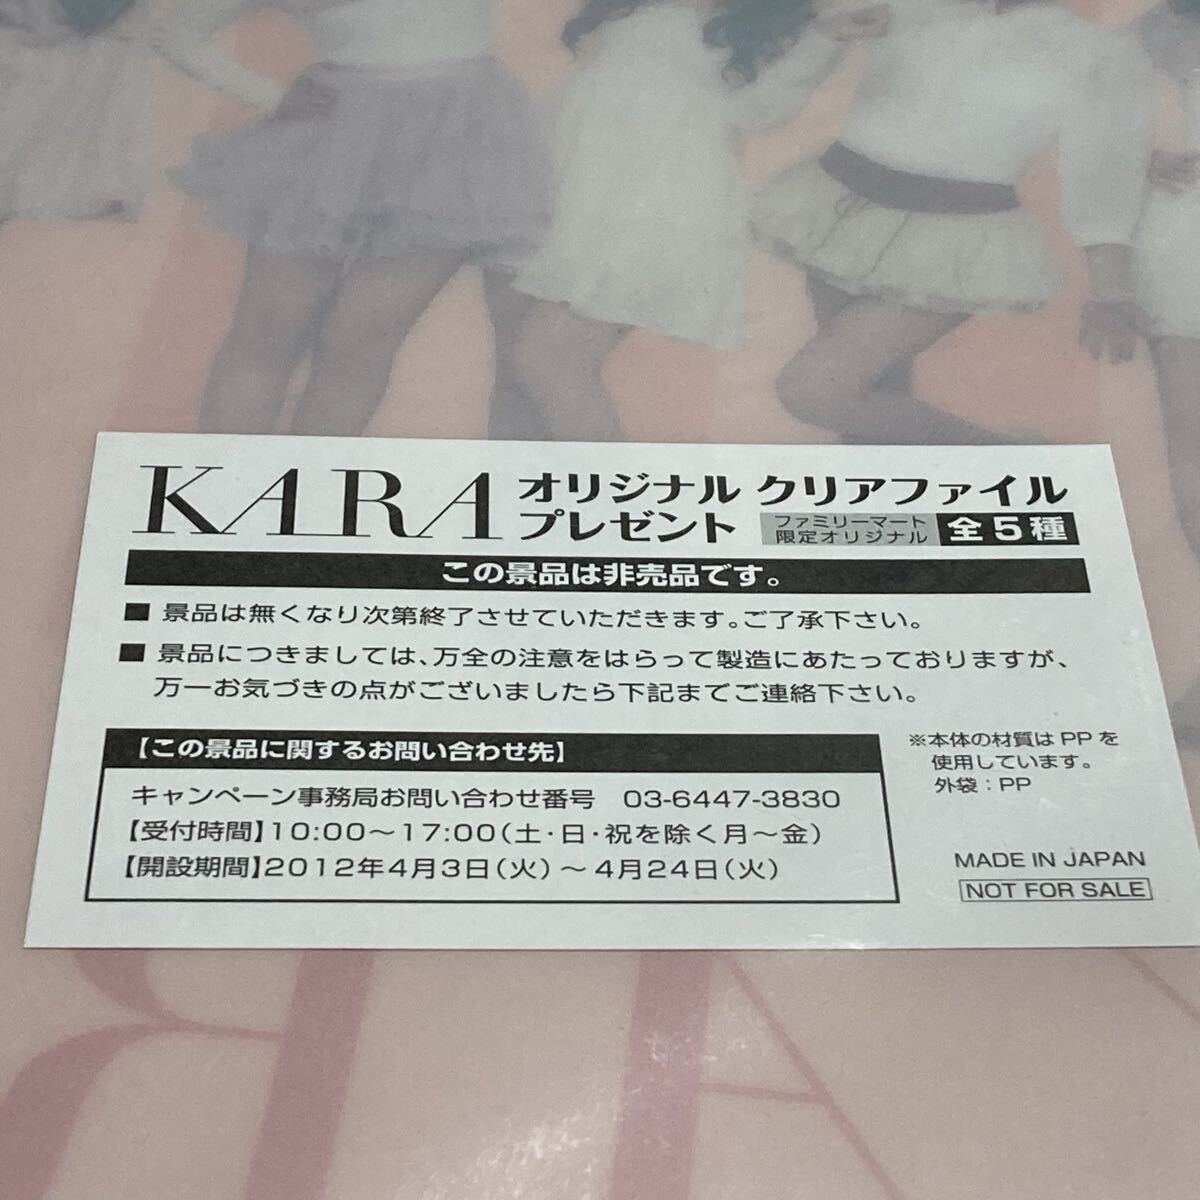 KARA オリジナル クリアファイル
プレゼント ファミリーマート
限定オリジナル 全5種
この景品は非売品です。
■ 景品は無くなり次第終了させていただきます。ご了承下さい。
■ 景品につきましては、万全の注意をはらって製造にあたっておりますが、
万一お気づきの点がございましたら下記までご連絡下さい。
【この景品に関するお問い合わせ先】
キャンペーン事務局お問い合わせ番号 03-6447-3830
【受付時間】10:00～17:00(土・日・祝を除く月～金)
【開設期間】2012年4月3日(火)～4月24日(火)
※本体の材質は PP を
使用しています。
外袋：PP
MADE IN JAPAN
NOT FOR SALE